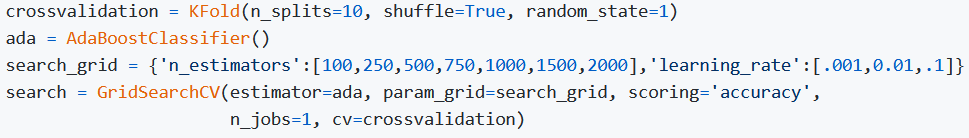 crossvalidation = KFold(n_splits=10, shuffle=True, random_state=1)
ada = AdaBoostClassifier()
search_grid = {'n_estimators':[100,250,500,750,1000,1500,2000],'learning_rate':[.001,0.01,.1]}
search = GridSearchCV(estimator=ada, param_grid=search_grid, scoring='accuracy',
n_jobs=1, cv=crossvalidation)